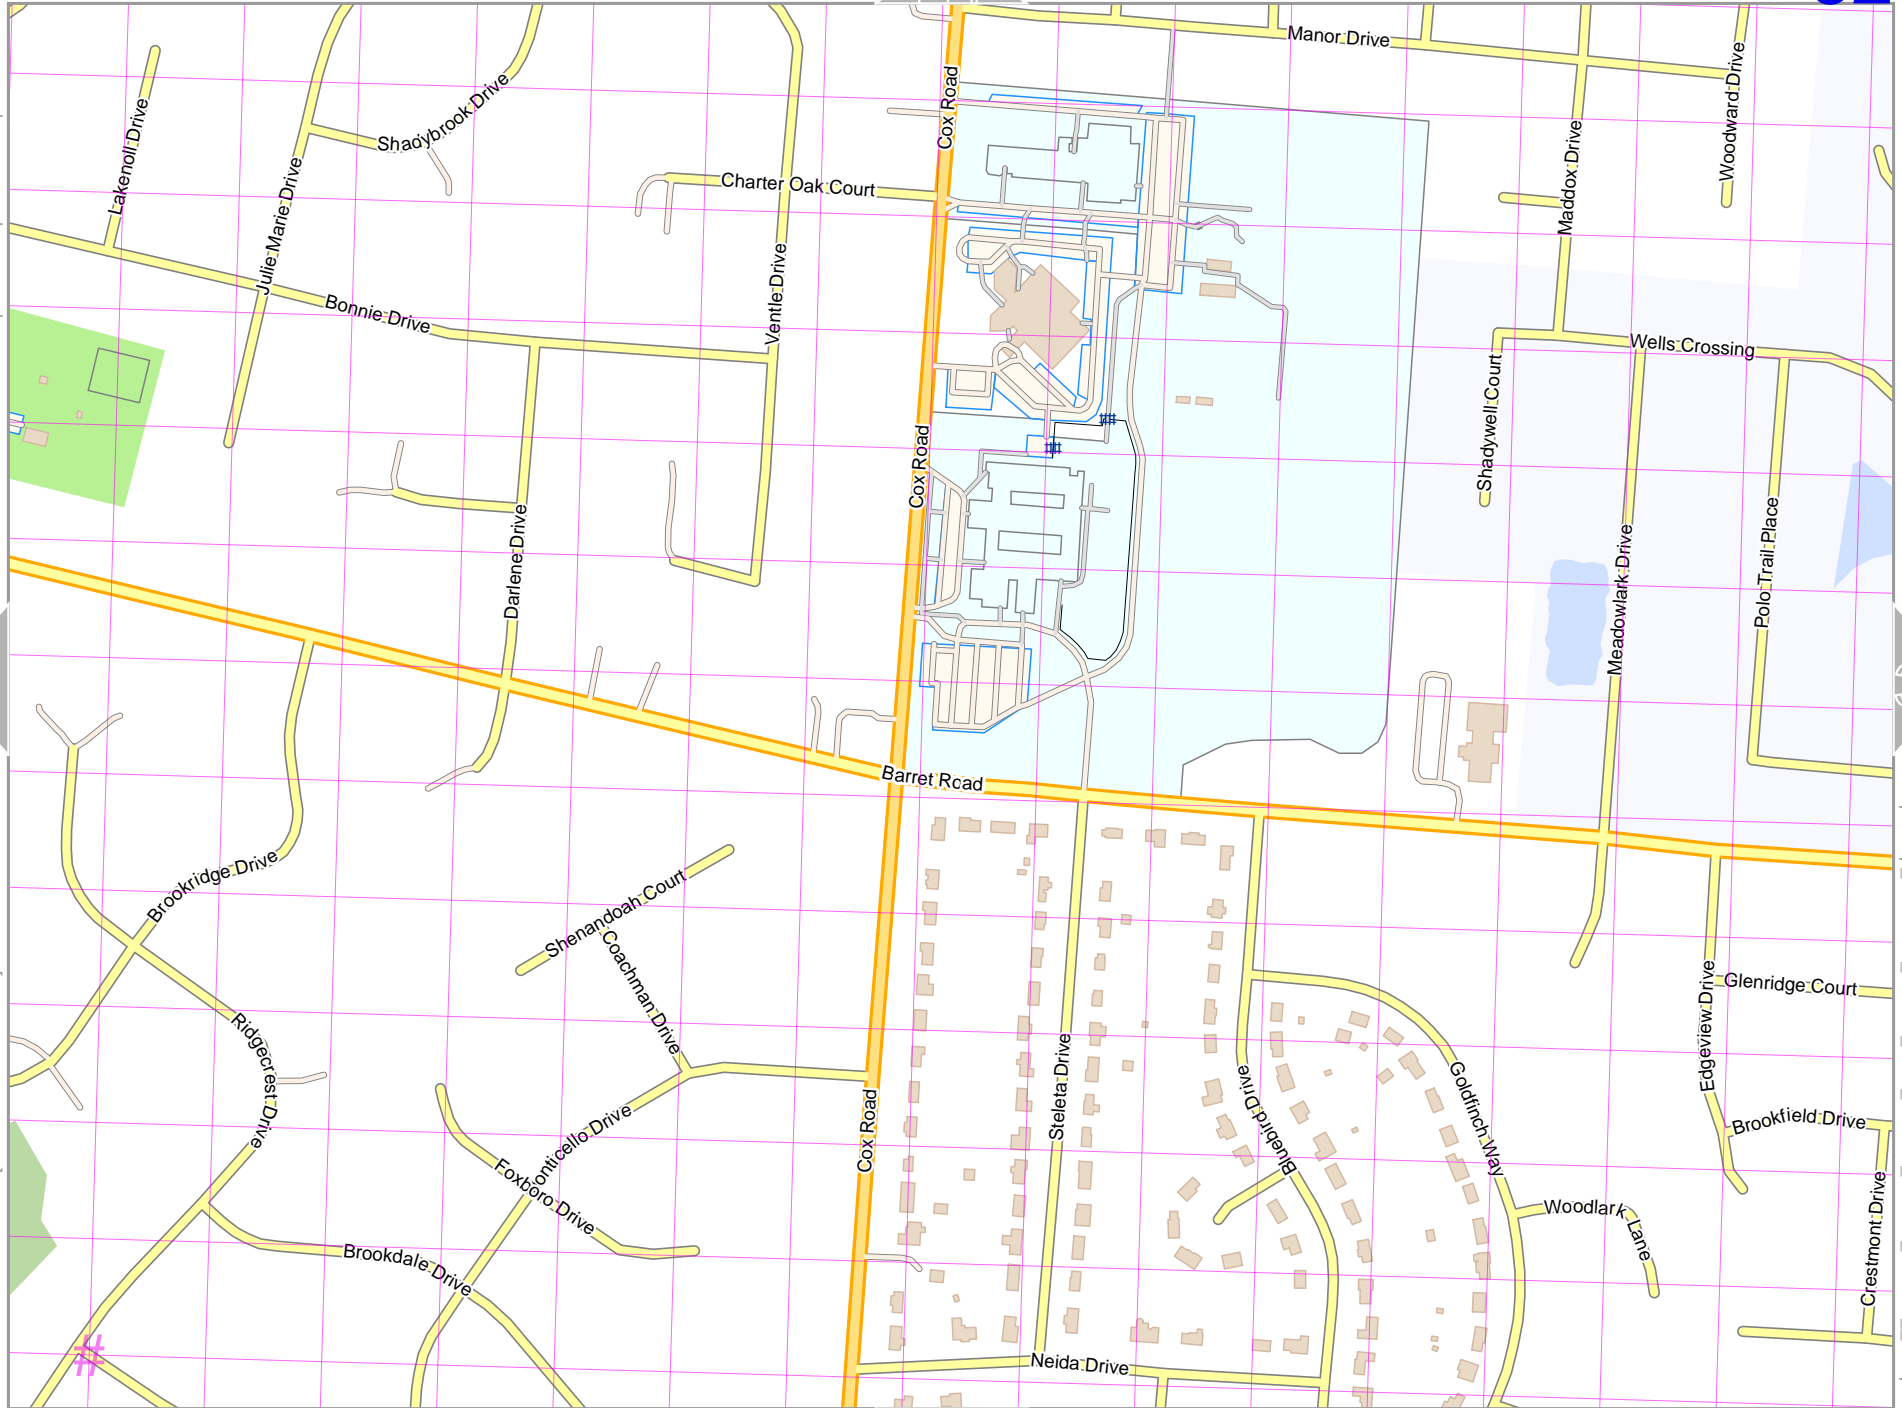 Manor Drive
Woodward Drive
Cox Road
Lakenoll Drive
Shadybrook Drive
Maddox Drive
Charter Oak Court
Julie Marie Drive
Ventle Drive
Bonnie Drive
Wells Crossing
Shadywell Court
Cox Road
Darlene Drive
Meadowlark Drive
Polo Trail Place
Barret Road
Brookridge Drive
Shenandoah Court
Coachman Drive
Glenridge Court
Edgeview Drive
Ridgecrest Drive
Steleta Drive
Bluebird Drive
Goldfinch Way
Cox Road
onticello Drive
Brookfield Drive
Foxboro Drive
Woodlark Lane
Crestmont Drive
Brookdale Drive
Neida Drive
#